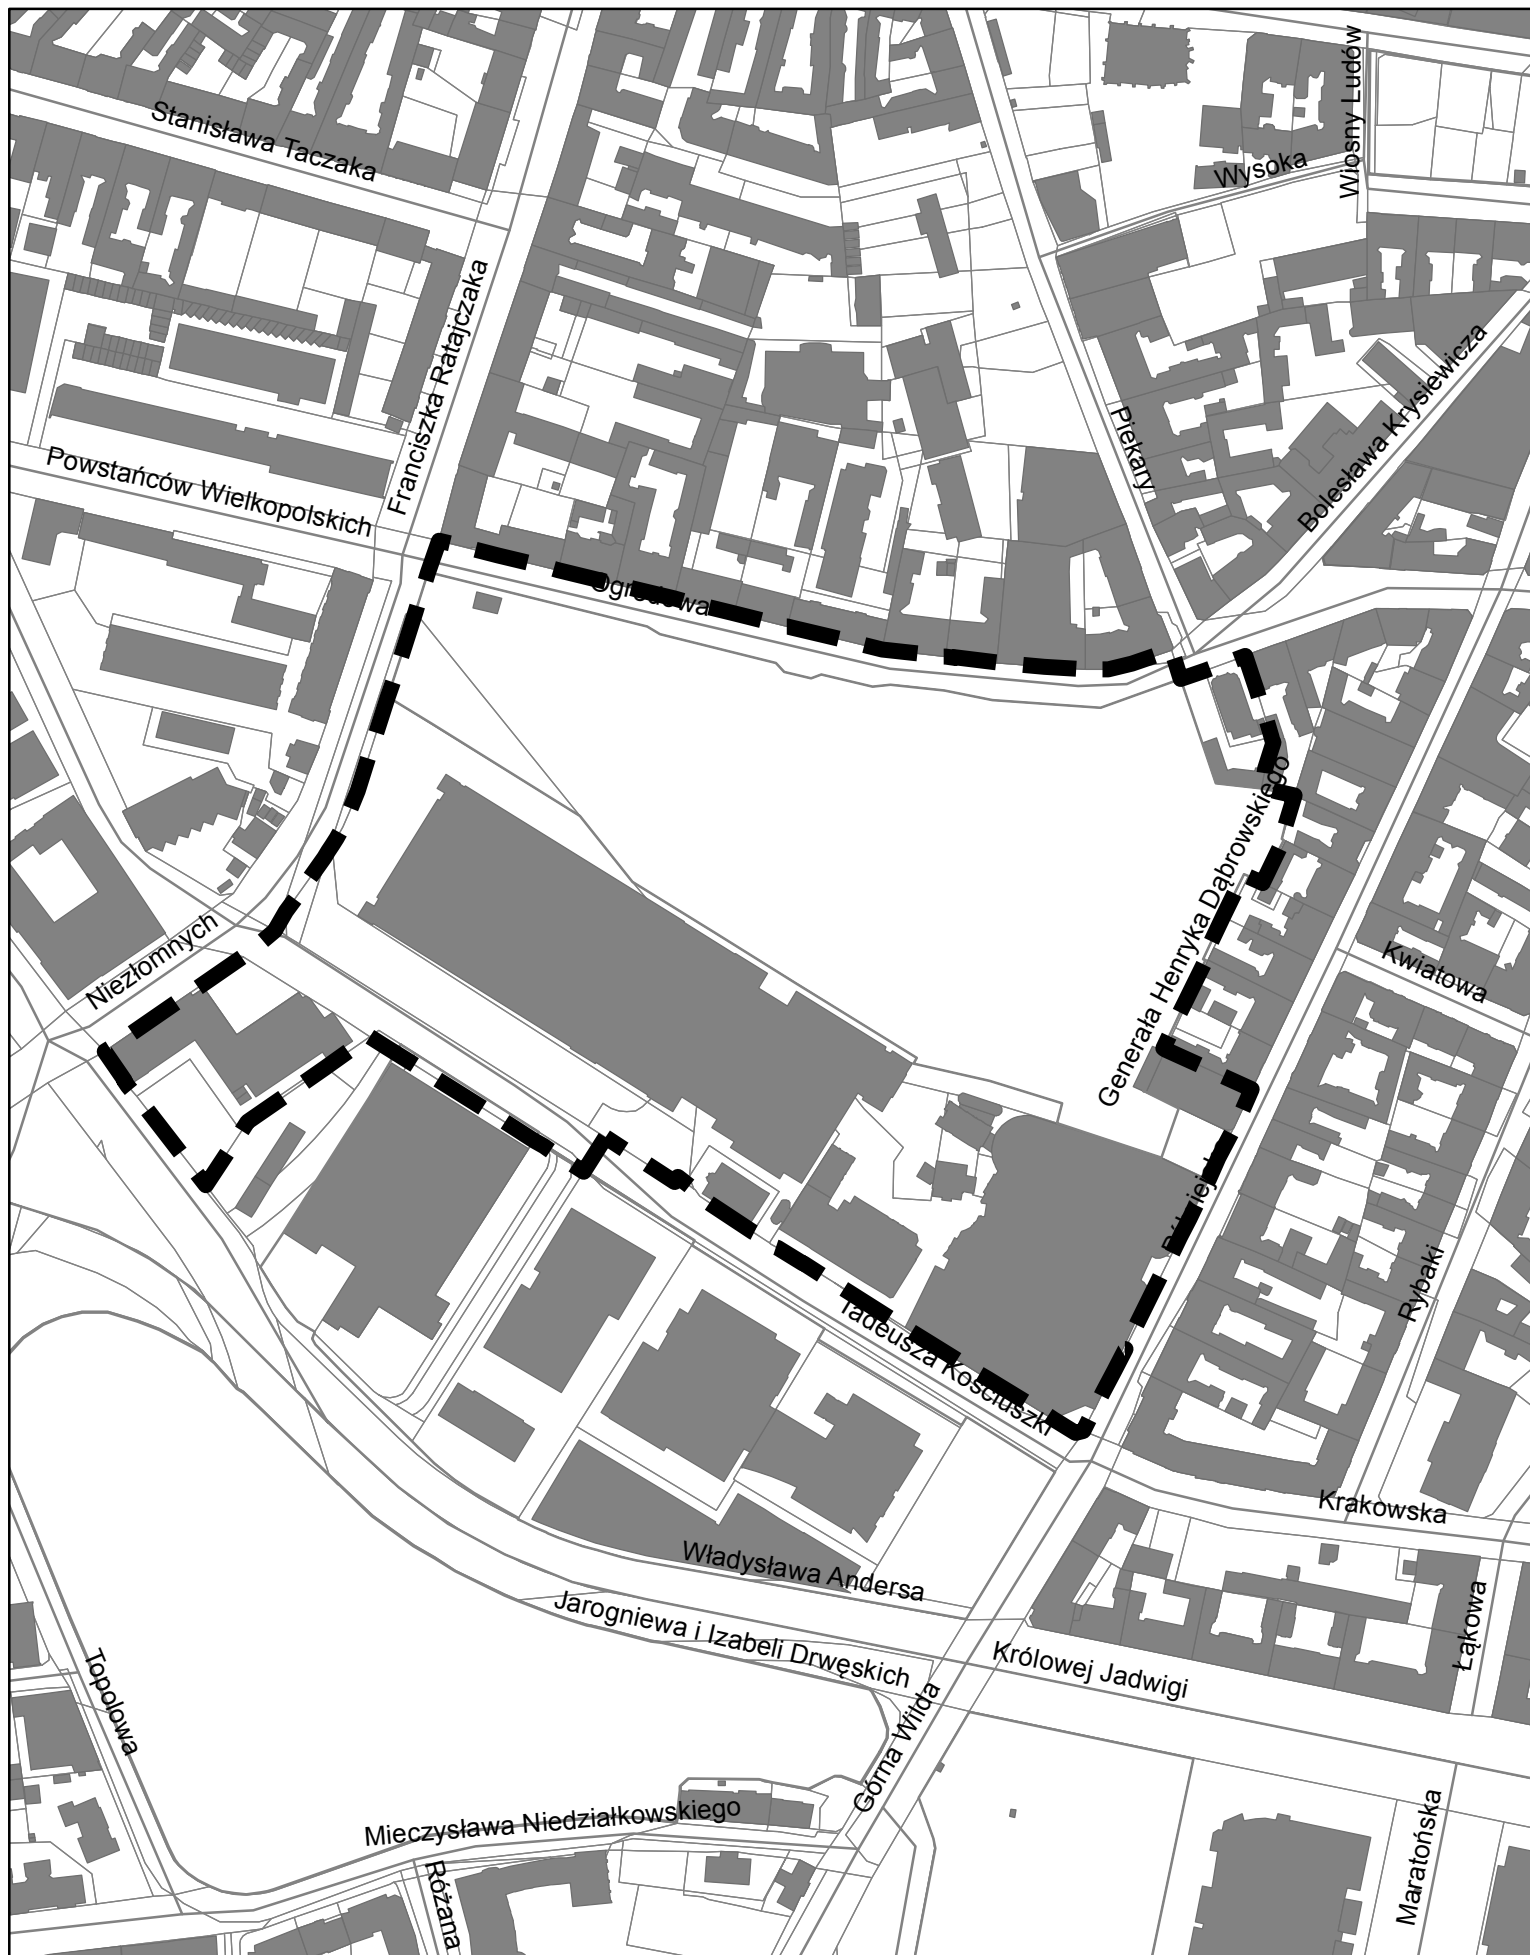 Wiosny Ludów
Stanisława Taczaka
Wysoka
Franciszka Ratajczaka
Bolesława Krysiewicza
Piekary
Powstańców Wielkopolskich
Ogrodowa
Generała Henryka Dąbrowskiego
Niezłomnych
Kwiatowa
Rybaki
Tadeusza Kościuszki
Krakowska
Władysława Andersa
Jarogniewa i Izabeli Drwęskich
Królowej Jadwigi
Łąkowa
Topolowa
Górna Wilda
Mieczysława Niedziałkowskiego
Maratońska
Różana